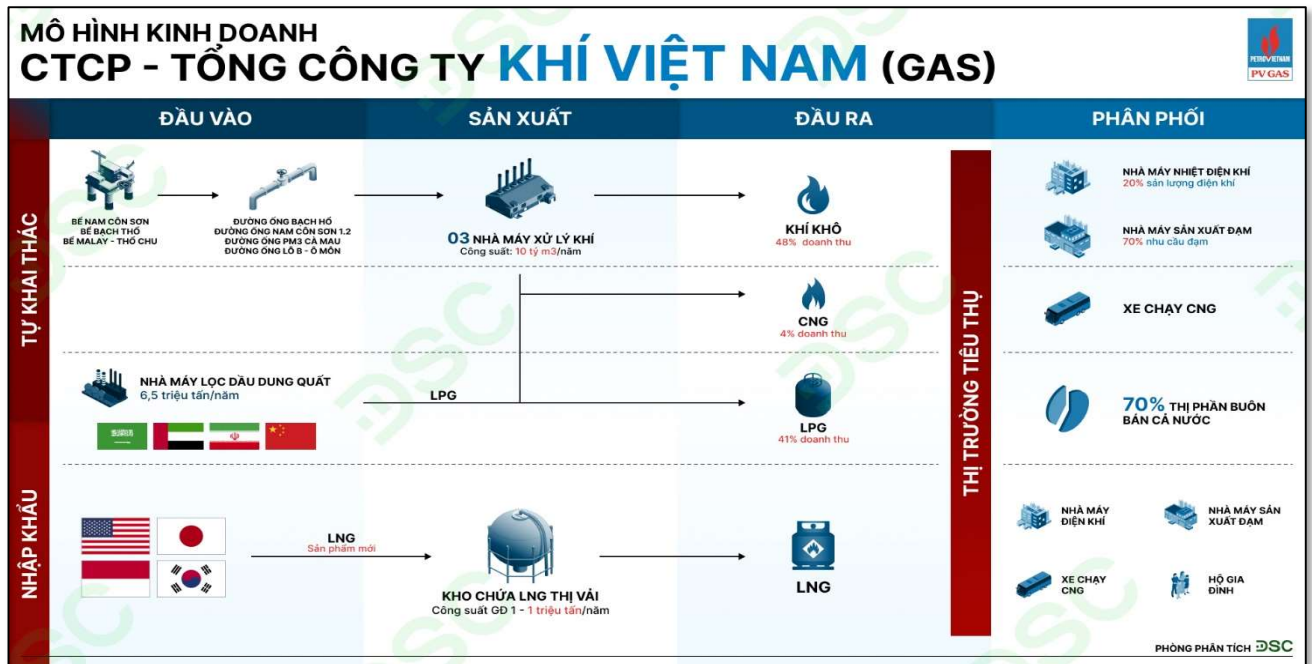 MÔ HÌNH KINH DOANH
CTCP - TỔNG CÔNG TY KHÍ VIỆT NAM (GAS)
PETROVIETNAM
PV GAS
ĐẦU VÀO
SẢN XUẤT
ĐẦU RA
PHÂN PHỐI
TỰ KHAI THÁC
BỂ NAM CÔN SƠN
BỂ BẠCH THỔ
BỂ MALAY - THỔ CHU
ĐƯỜNG ỐNG BẠCH HỔ
ĐƯỜNG ỐNG NAM CÔN SƠN 1.2
ĐƯỜNG ỐNG PM3 CÀ MAU
ĐƯỜNG ỐNG LÔ B - Ô MÔN
03 NHÀ MÁY XỬ LÝ KHÍ
Công suất: 10 tỷ m3/năm
KHÍ KHÔ
48% doanh thu
CNG
4% doanh thu
NHÀ MÁY LỌC DẦU DUNG QUẤT
6,5 triệu tấn/năm
LPG
LPG
41% doanh thu
NHẬP KHẨU
LNG
Sản phẩm mới
KHO CHỨA LNG THỊ VẢI
Công suất GĐ 1 - 1 triệu tấn/năm
LNG
THỊ TRƯỜNG TIÊU THỤ
NHÀ MÁY NHIỆT ĐIỆN KHÍ
20% sản lượng điện khí
NHÀ MÁY SẢN XUẤT ĐẠM
70% nhu cầu đạm
XE CHẠY CNG
70% THỊ PHẦN BUÔN
BÁN CẢ NƯỚC
NHÀ MÁY
ĐIỆN KHÍ
NHÀ MÁY SẢN
XUẤT ĐẠM
XE CHẠY
CNG
HỘ GIA
ĐÌNH
PHÒNG PHÂN TÍCH DSC